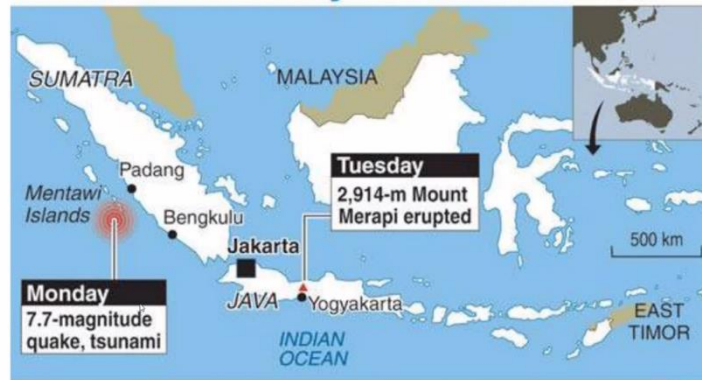 SUMATRA
MALAYSIA
Padang
Mentawi
Islands
Bengkulu
Tuesday
2,914-m Mount
Merapi erupted
500 km
Jakarta
Monday
7.7-magnitude
quake, tsunami
JAVA
Yogyakarta
INDIAN
OCEAN
EAST
TIMOR